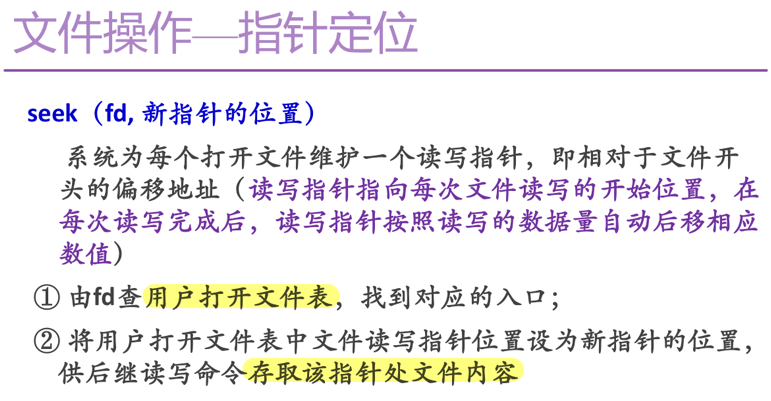 文件操作—指针定位
seek（fd, 新指针的位置）
系统为每个打开文件维护一个读写指针，即相对于文件开
头的偏移地址（读写指针指向每次文件读写的开始位置，在
每次读写完成后，读写指针按照读写的数据量自动后移相应
数值）
① 由fd查用户打开文件表，找到对应的入口；
② 将用户打开文件表中文件读写指针位置设为新指针的位置，
供后继读写命令存取该指针处文件内容